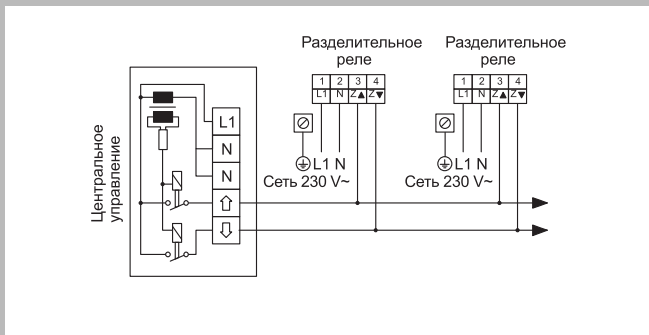 Разделительное
реле
Разделительное
реле
1 2 3 4
L1 N Z▲ Z▼
1 2 3 4
L1 N Z▲ Z▼
Центральное
управление
L1
N
N
L1 N
Сеть 230 V~
L1 N
Сеть 230 V~